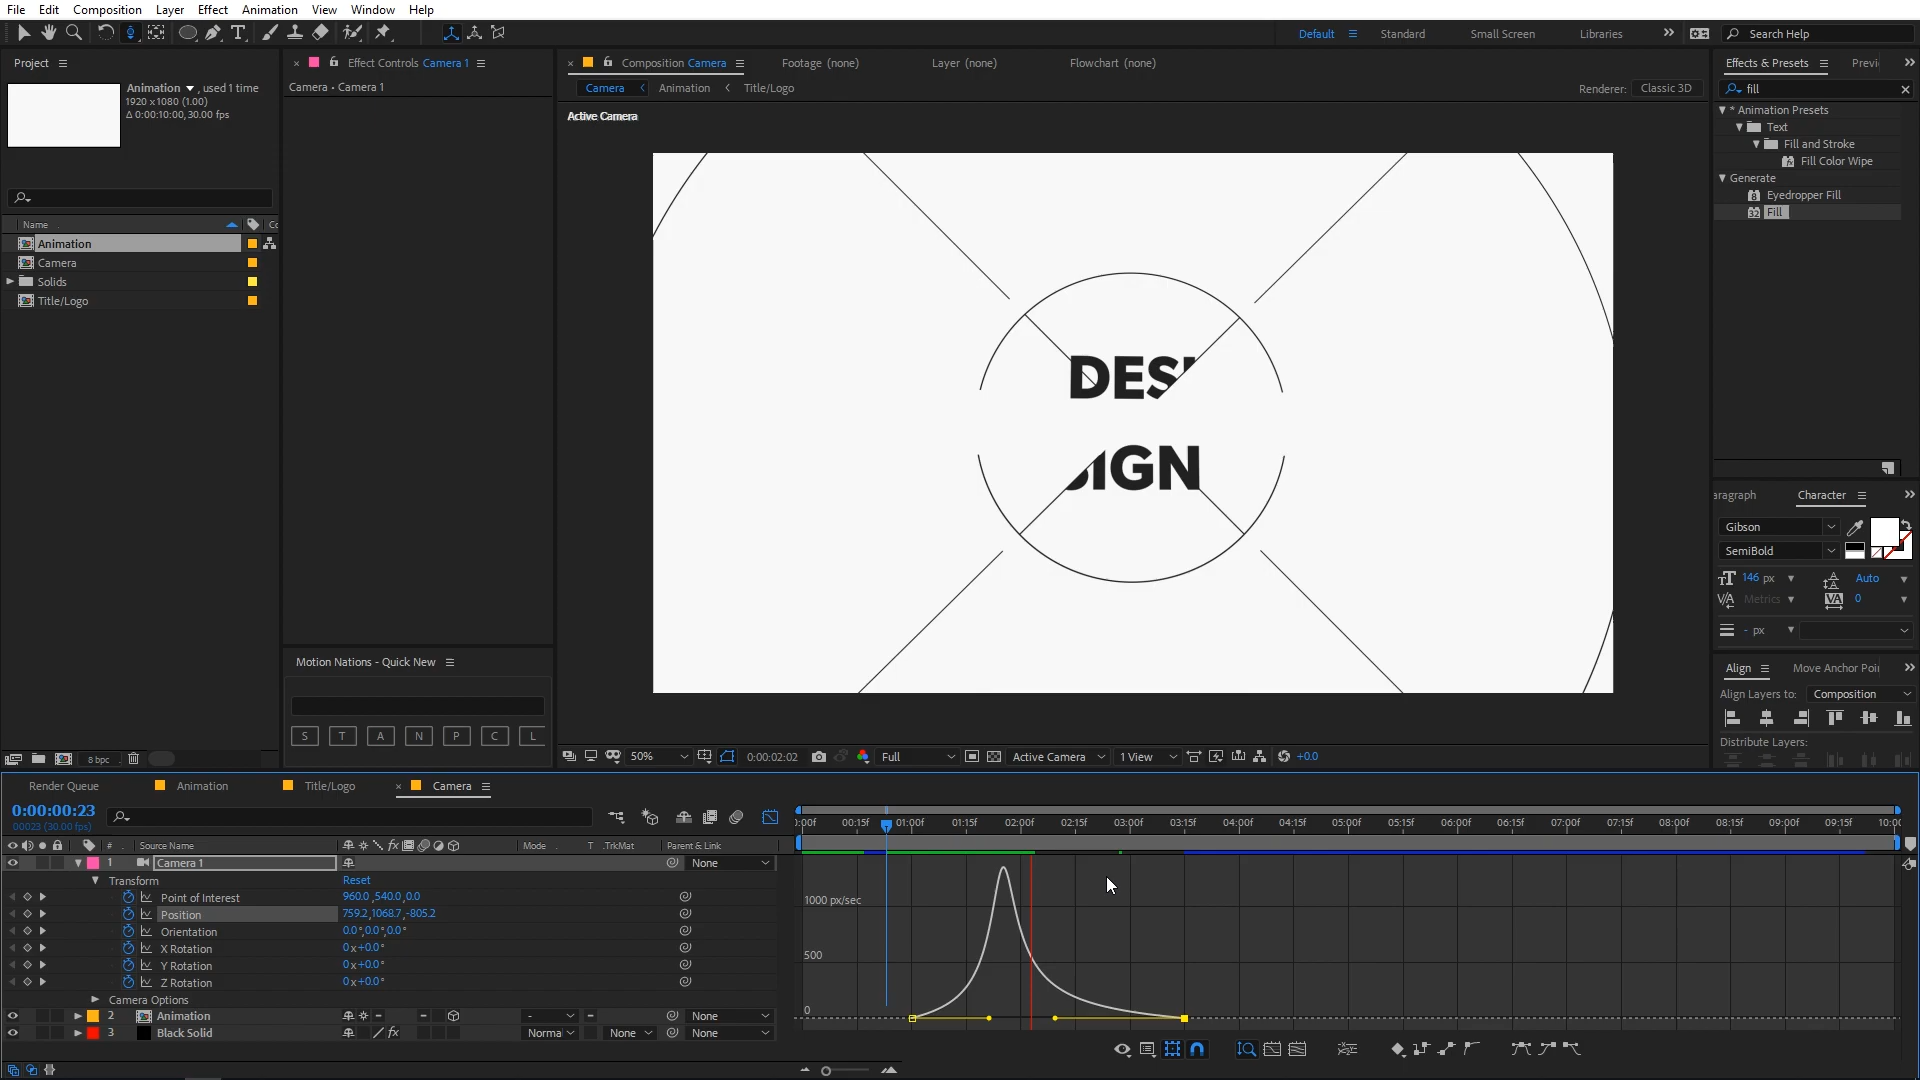 File Edit Composition Layer Effect Animation View Window Help
Default Standard Small Screen Libraries Search Help
Project
Animation , used 1 time
1920 x 1080 (1.00)
Δ 0:00:10:00, 30.00 fps
Name
Animation
Camera
Solids
Title/Logo
8 bpc
Effect Controls Camera 1
Camera • Camera 1
Motion Nations - Quick New
S T A N P C L
Composition Camera Footage (none) Layer (none) Flowchart (none)
Camera Animation Title/Logo Renderer: Classic 3D
Active Camera
DES
SIGN
50% 0:00:02:02 Full Active Camera 1 View +0.0
Effects & Presets
fill
* Animation Presets
Text
Fill and Stroke
Fill Color Wipe
Generate
Eyedropper Fill
Fill
Character
Gibson
SemiBold
146 px Auto
Metrics 0
- px
Align
Align Layers to: Composition
Distribute Layers:
Render Queue Animation Title/Logo Camera
0:00:00:23
00023 (30.00 fps)
00:15f 01:00f 01:15f 02:00f 02:15f 03:00f 03:15f 04:00f 04:15f 05:00f 05:15f 06:00f 06:15f 07:00f 07:15f 08:00f 08:15f 09:00f 09:15f
# Source Name Mode T .TrkMat Parent & Link
1 Camera 1 None
Transform Reset
Point of Interest 960.0,540.0,0.0
Position 759.2,1068.7,-805.2
Orientation 0.0°,0.0°,0.0°
X Rotation 0x+0.0°
Y Rotation 0x+0.0°
Z Rotation 0x+0.0°
Camera Options
2 Animation - None
3 Black Solid None None
1000 px/sec
500
0